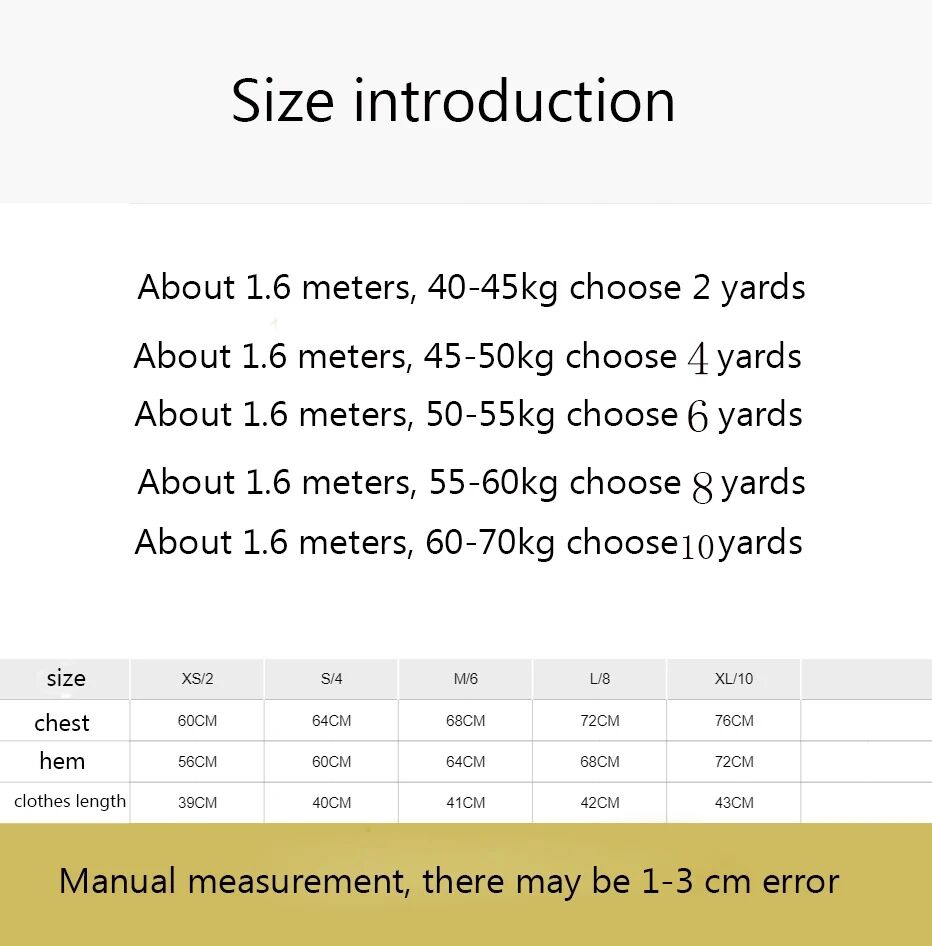 Size introduction
About 1.6 meters, 40-45kg choose 2 yards
About 1.6 meters, 45-50kg choose 4 yards
About 1.6 meters, 50-55kg choose 6 yards
About 1.6 meters, 55-60kg choose 8 yards
About 1.6 meters, 60-70kg choose10yards
size XS/2 S/4 M/6 L/8 XL/10
chest 60CM 64CM 68CM 72CM 76CM
hem 56CM 60CM 64CM 68CM 72CM
clothes length 39CM 40CM 41CM 42CM 43CM
Manual measurement, there may be 1-3 cm error